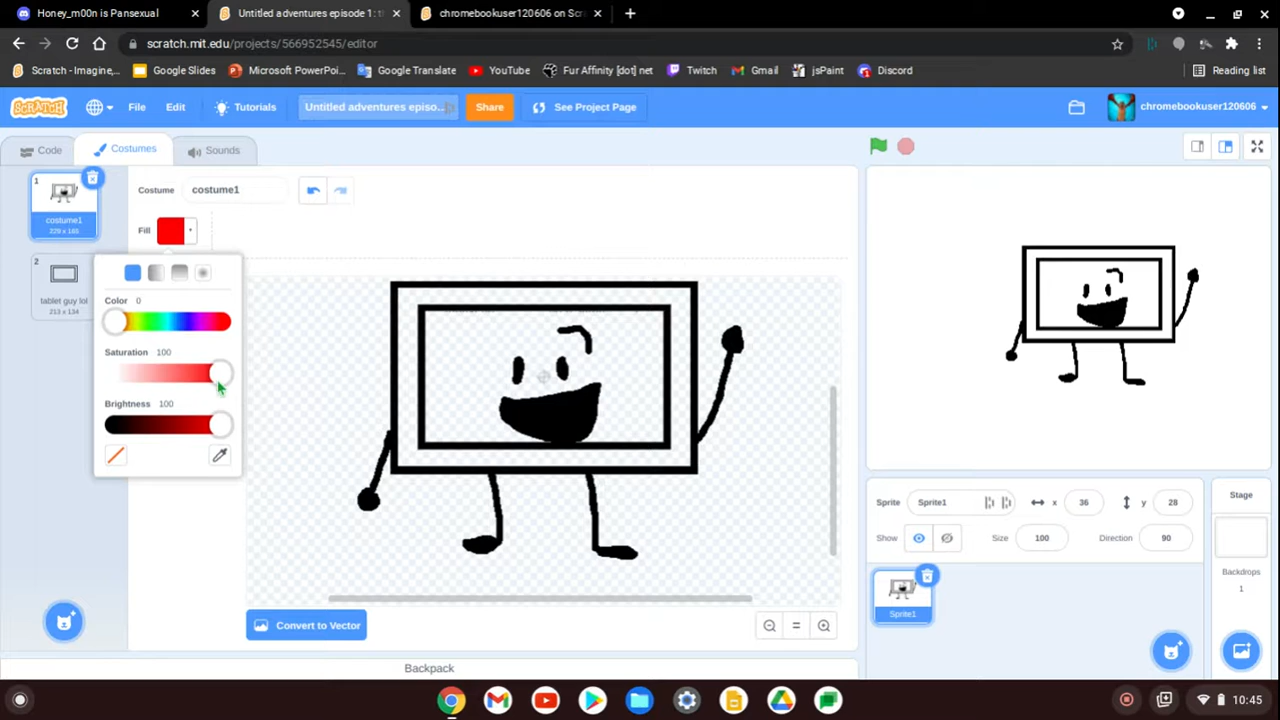 Honey_m00n is Pansexual
Untitled adventures episode 1: t
chromebookuser120606 on Scr
scratch.mit.edu/projects/566952545/editor
Scratch - Imagine,...
Google Slides
Microsoft PowerPoi...
Google Translate
YouTube
Fur Affinity [dot] net
Twitch
Gmail
jsPaint
Discord
Reading list
SCRATCH
File
Edit
Tutorials
Untitled adventures episo...
Share
See Project Page
chromebookuser120606
Code
Costumes
Sounds
1
costume1
229 x 165
2
tablet guy lol
213 x 134
Costume
costume1
Fill
Color 0
Saturation 100
Brightness 100
Convert to Vector
Backpack
Sprite
Sprite1
x 36
y 28
Show
Size 100
Direction 90
Sprite1
Stage
Backdrops
1
10:45